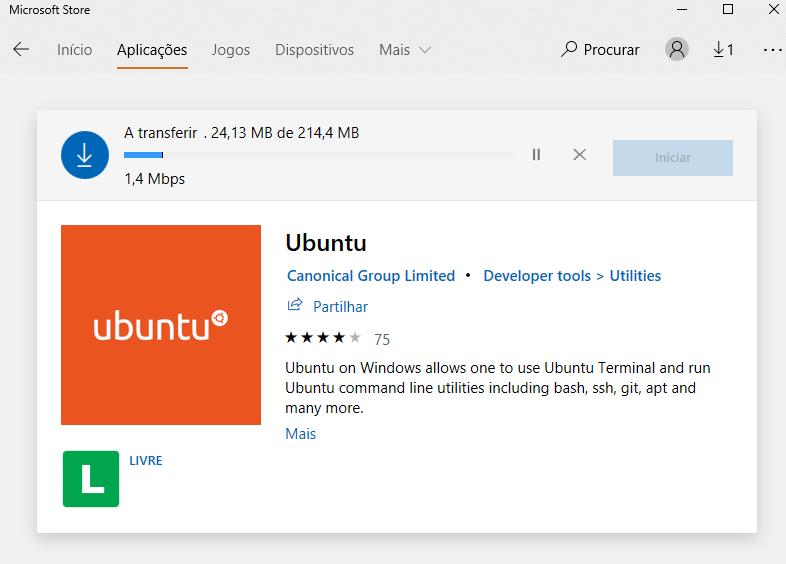 Microsoft Store
Início Aplicações Jogos Dispositivos Mais Procurar 1
A transferir . 24,13 MB de 214,4 MB
1,4 Mbps
Iniciar
ubuntu
Ubuntu
Canonical Group Limited • Developer tools > Utilities
Partilhar
75
Ubuntu on Windows allows one to use Ubuntu Terminal and run
Ubuntu command line utilities including bash, ssh, git, apt and
many more.
Mais
L LIVRE